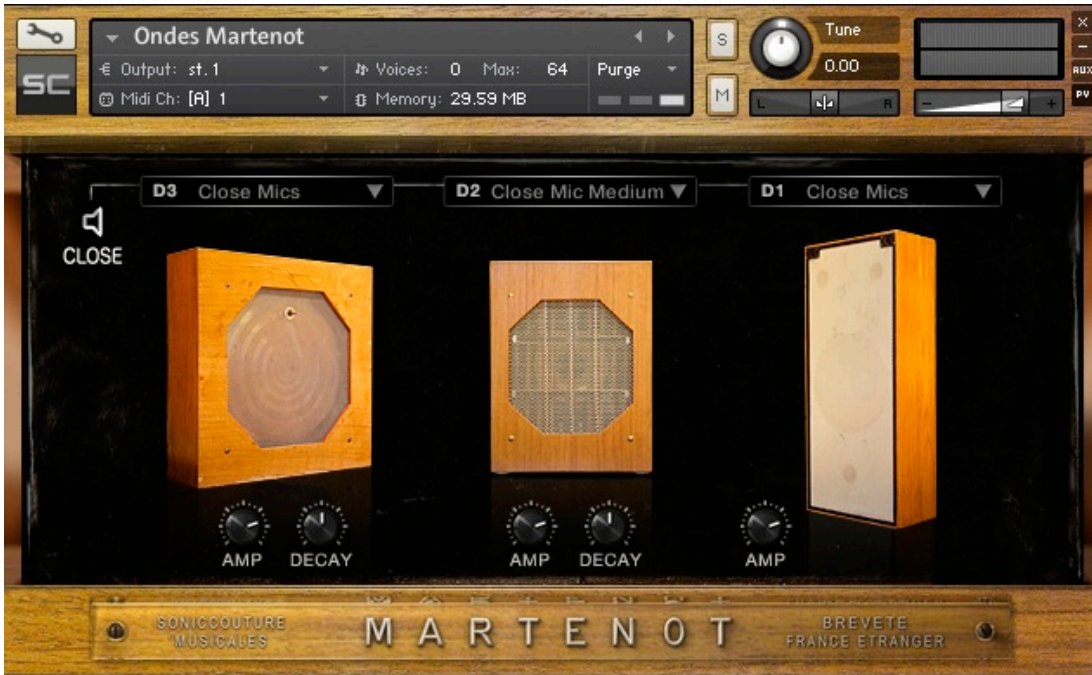 Ondes Martenot
S
Tune
0.00
X
–
AUX
PV
SC
Output: st. 1
Voices: 0 Max: 64
Purge
Midi Ch: [A] 1
Memory: 29.59 MB
M
L
R
–
+
D3 Close Mics
D2 Close Mic Medium
D1 Close Mics
CLOSE
AMP
DECAY
AMP
DECAY
AMP
SONICCOUTURE
MUSICALES
MARTENOT
BREVETE
FRANCE ETRANGER